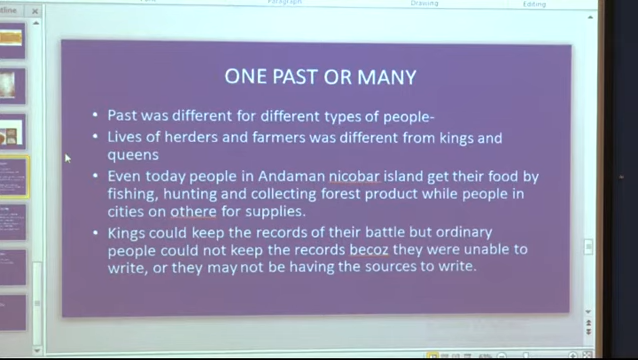 tline
Paragraph
Drawing
Editing
ONE PAST OR MANY
• Past was different for different types of people-
• Lives of herders and farmers was different from kings and
queens
• Even today people in Andaman nicobar island get their food by
fishing, hunting and collecting forest product while people in
cities on othere for supplies.
• Kings could keep the records of their battle but ordinary
people could not keep the records becoz they were unable to
write, or they may not be having the sources to write.